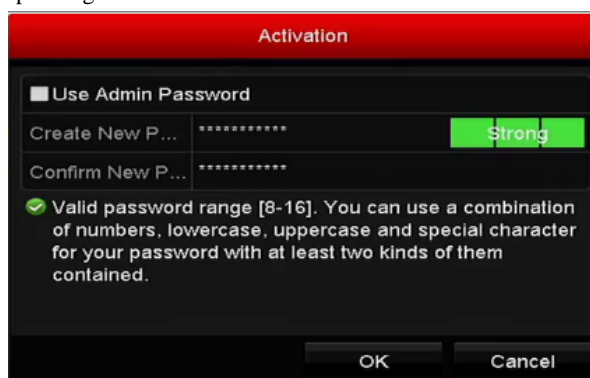 Activation
Use Admin Password
Create New P... *********** Strong
Confirm New P... ***********
Valid password range [8-16]. You can use a combination
of numbers, lowercase, uppercase and special character
for your password with at least two kinds of them
contained.
OK Cancel